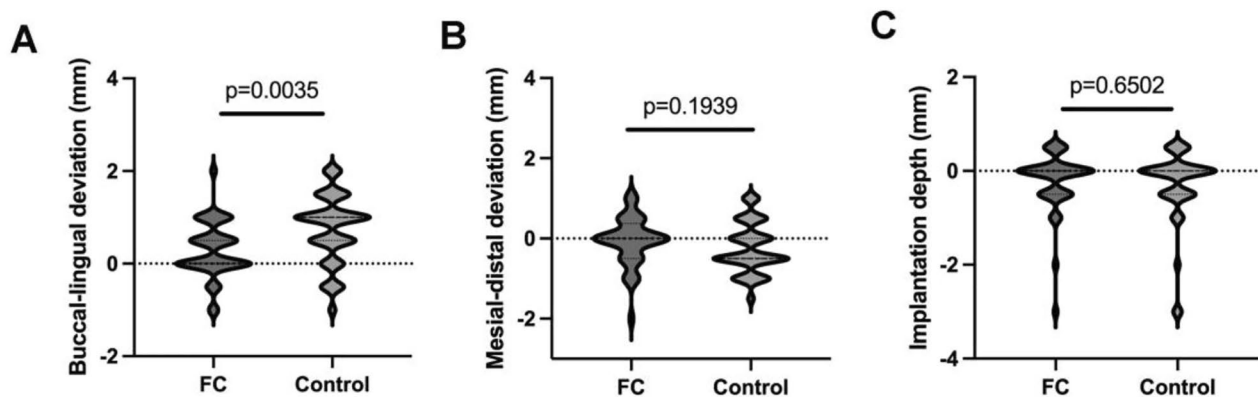 A
Buccal-lingual deviation (mm)
4
2
0
-2
p=0.0035
FC
Control
B
Mesial-distal deviation (mm)
4
2
0
-2
p=0.1939
FC
Control
C
Implantation depth (mm)
2
0
-2
-4
p=0.6502
FC
Control